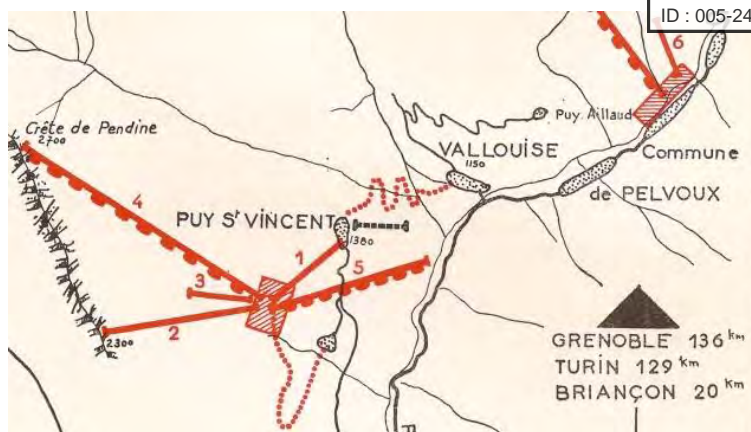 ID : 005-24
6
Puy Aillaud
Crête de Pendine
2700
VALLOUISE
1150
Commune
de PELVOUX
4
PUY St VINCENT
1380
1
3
5
2
2300
GRENOBLE 136 km
TURIN 129 km
BRIANÇON 20 km